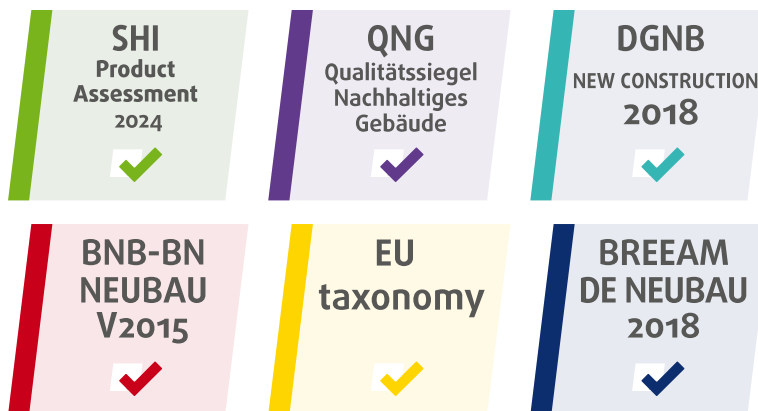 SHI
Product
Assessment
2024
QNG
Qualitätssiegel
Nachhaltiges
Gebäude
DGNB
NEW CONSTRUCTION
2018
BNB-BN
NEUBAU
V2015
EU
taxonomy
BREEAM
DE NEUBAU
2018